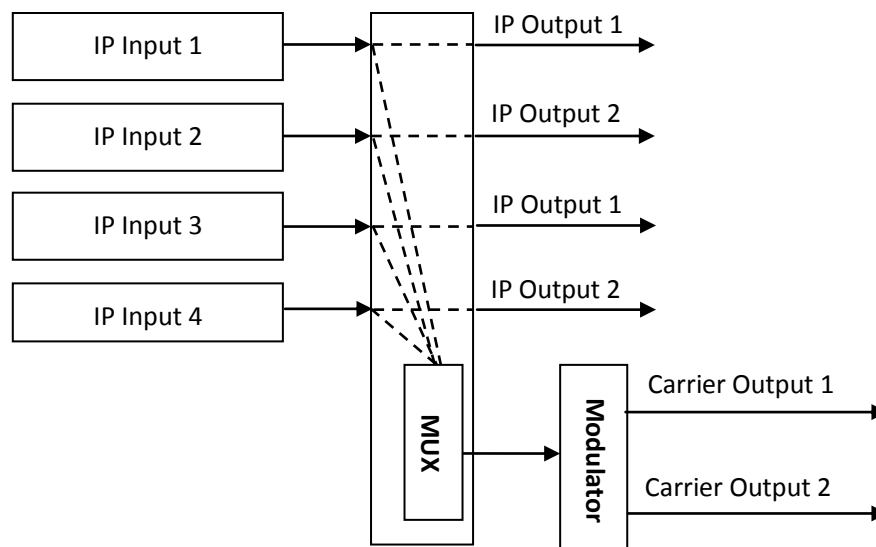 IP Input 1
IP Output 1
IP Input 2
IP Output 2
IP Input 3
IP Output 1
IP Input 4
IP Output 2
MUX
Modulator
Carrier Output 1
Carrier Output 2